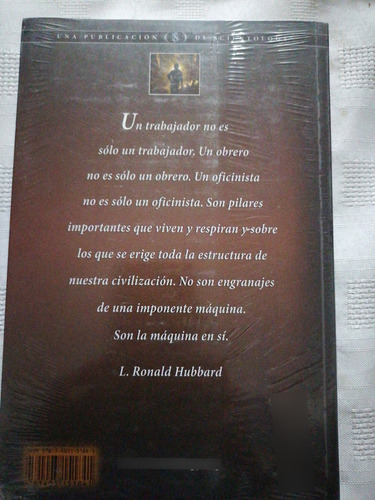 UNA PUBLICACIÓN S DE SCIENTOLOGY
Un trabajador no es
sólo un trabajador. Un obrero
no es sólo un obrero. Un oficinista
no es sólo un oficinista. Son pilares
importantes que viven y respiran y sobre
los que se erige toda la estructura de
nuestra civilización. No son engranajes
de una imponente máquina.
Son la máquina en sí.
L. Ronald Hubbard